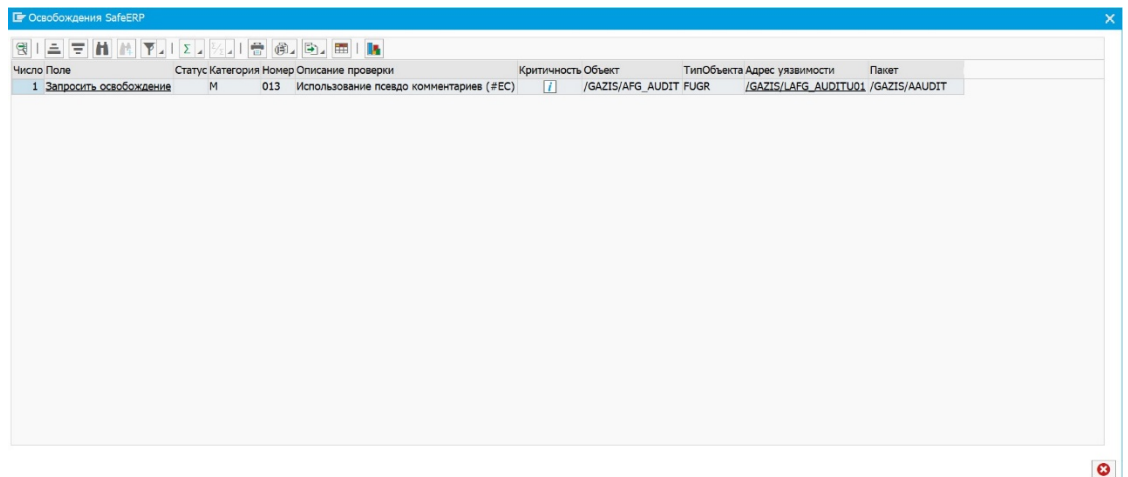 Освобождения SafeERP
Число Поле Статус Категория Номер Описание проверки Критичность Объект ТипОбъекта Адрес уязвимости Пакет
1 Запросить освобождение M 013 Использование псевдо комментариев (#EC) i /GAZIS/AFG_AUDIT FUGR /GAZIS/LAFG_AUDITU01 /GAZIS/AAUDIT